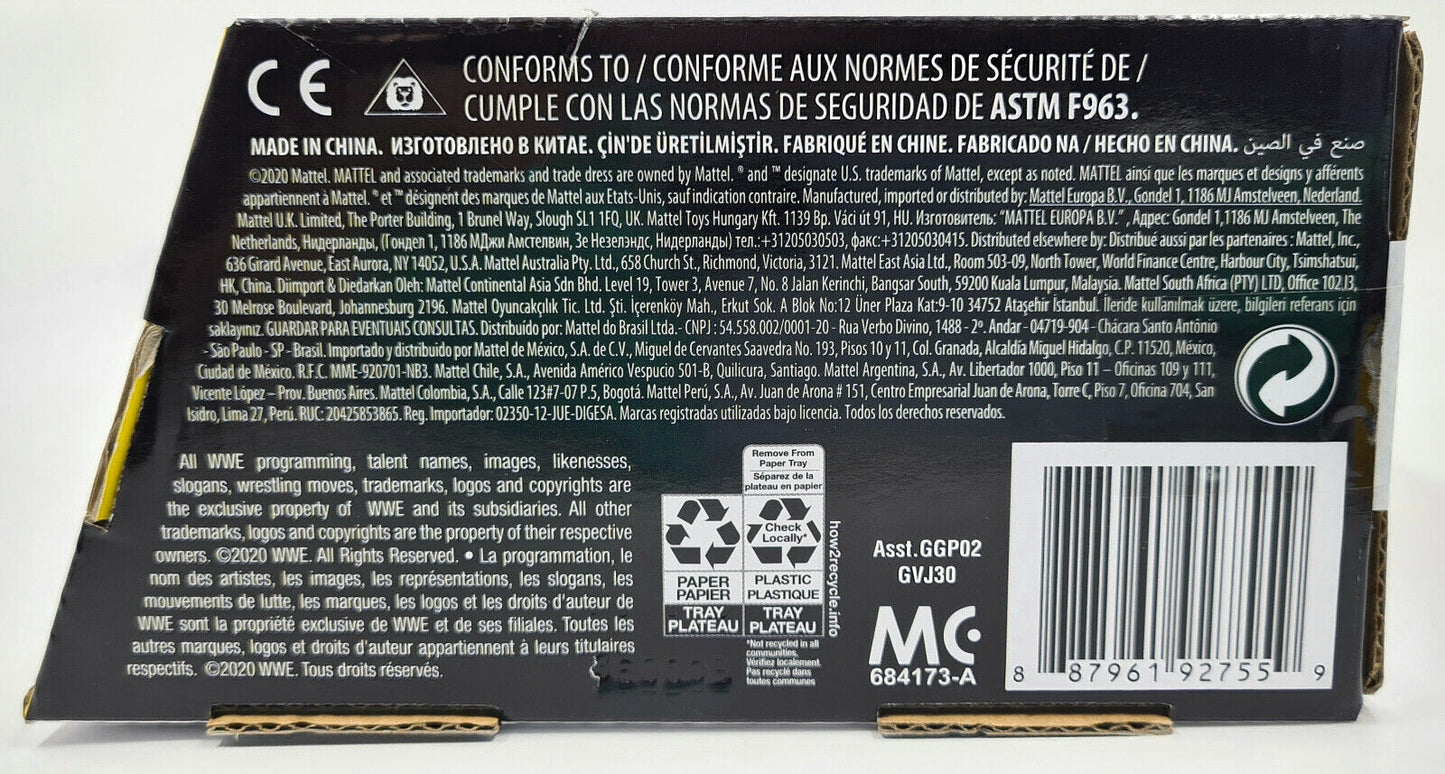 CE
CONFORMS TO / CONFORME AUX NORMES DE SÉCURITÉ DE /
CUMPLE CON LAS NORMAS DE SEGURIDAD DE ASTM F963.
MADE IN CHINA. ИЗГОТОВЛЕНО В КИТАЕ. ÇİN'DE ÜRETİLMİŞTİR. FABRIQUÉ EN CHINE. FABRICADO NA / HECHO EN CHINA. صنع في الصين
©2020 Mattel. MATTEL and associated trademarks and trade dress are owned by Mattel. ® and ™ designate U.S. trademarks of Mattel, except as noted. MATTEL ainsi que les marques et designs y afférents
appartiennent à Mattel. ® et ™ désignent des marques de Mattel aux Etats-Unis, sauf indication contraire. Manufactured, imported or distributed by: Mattel Europa B.V., Gondel 1, 1186 MJ Amstelveen, Nederland.
Mattel U.K. Limited, The Porter Building, 1 Brunel Way, Slough SL1 1FQ, UK. Mattel Toys Hungary Kft. 1139 Bp. Váci út 91, HU. Изготовитель: "MATTEL EUROPA B.V.", Адрес: Gondel 1,1186 MJ Amstelveen, The
Netherlands, Нидерланды, (Гондел 1, 1186 МДжи Амстелвин, Зе Незелэндс, Нидерланды) тел.:+31205030503, факс:+31205030415. Distributed elsewhere by: Distribué aussi par les partenaires : Mattel, Inc.,
636 Girard Avenue, East Aurora, NY 14052, U.S.A. Mattel Australia Pty. Ltd., 658 Church St., Richmond, Victoria, 3121. Mattel East Asia Ltd., Room 503-09, North Tower, World Finance Centre, Harbour City, Tsimshatsui,
HK, China. Diimport & Diedarkan Oleh: Mattel Continental Asia Sdn Bhd. Level 19, Tower 3, Avenue 7, No. 8 Jalan Kerinchi, Bangsar South, 59200 Kuala Lumpur, Malaysia. Mattel South Africa (PTY) LTD, Office 102 I3,
30 Melrose Boulevard, Johannesburg 2196. Mattel Oyuncakçılık Tic. Ltd. Şti. İçerenköy Mah., Erkut Sok. A Blok No:12 Üner Plaza Kat:9-10 34752 Ataşehir İstanbul. İleride kullanılmak üzere, bilgileri referans için
saklayınız. GUARDAR PARA EVENTUAIS CONSULTAS. Distribuído por: Mattel do Brasil Ltda.- CNPJ : 54.558.002/0001-20 - Rua Verbo Divino, 1488 - 2º. Andar - 04719-904 - Chácara Santo Antônio
- São Paulo - SP - Brasil. Importado y distribuido por Mattel de México, S.A. de C.V., Miguel de Cervantes Saavedra No. 193, Pisos 10 y 11, Col. Granada, Alcaldía Miguel Hidalgo, C.P. 11520, México,
Ciudad de México. R.F.C. MME-920701-NB3. Mattel Chile, S.A., Avenida Américo Vespucio 501-B, Quilicura, Santiago. Mattel Argentina, S.A., Av. Libertador 1000, Piso 11 – Oficinas 109 y 111,
Vicente López – Prov. Buenos Aires. Mattel Colombia, S.A., Calle 123#7-07 P.5, Bogotá. Mattel Perú, S.A., Av. Juan de Arona # 151, Centro Empresarial Juan de Arona, Torre C, Piso 7, Oficina 704, San
Isidro, Lima 27, Perú. RUC: 20425853865. Reg. Importador: 02350-12-JUE-DIGESA. Marcas registradas utilizadas bajo licencia. Todos los derechos reservados.
All WWE programming, talent names, images, likenesses,
slogans, wrestling moves, trademarks, logos and copyrights are
the exclusive property of WWE and its subsidiaries. All other
trademarks, logos and copyrights are the property of their respective
owners. ©2020 WWE. All Rights Reserved. • La programmation, le
nom des artistes, les images, les représentations, les slogans, les
mouvements de lutte, les marques, les logos et les droits d'auteur de
WWE sont la propriété exclusive de WWE et de ses filiales. Toutes les
autres marques, logos et droits d'auteur appartiennent à leurs titulaires
respectifs. ©2020 WWE. Tous droits réservés.
Remove From
Paper Tray
Séparez de la
plateau en papier
Check
Locally*
PAPER
PAPIER
TRAY
PLATEAU
PLASTIC
PLASTIQUE
TRAY
PLATEAU
*Not recycled in all
communities.
Vérifiez localement.
Pas recyclé dans
toutes communes
how2recycle.info
Asst.GGP02
GVJ30
MC
684173-A
8 87961 92755 9